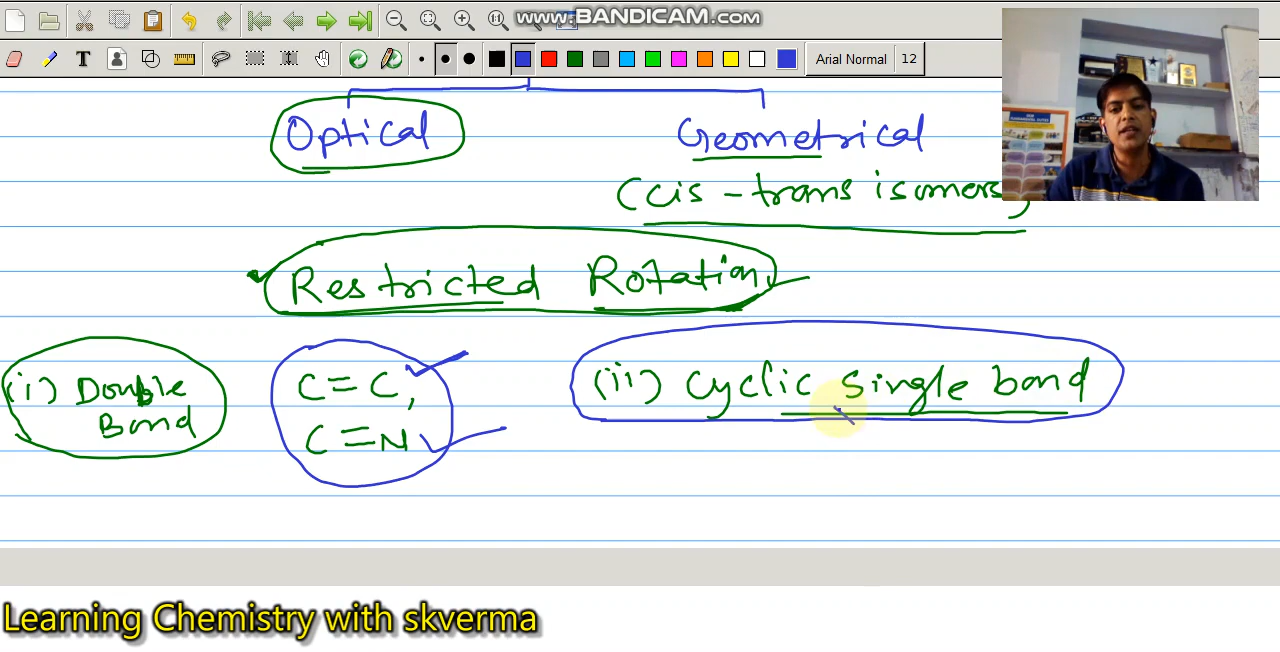 www.BANDICAM.com
T
Arial Normal 12
Optical
Geometrical
(cis - trans isomers)
Restricted Rotation
(i) Double
Bond
C=C,
C=N
(ii) Cyclic Single bond
Learning Chemistry with skverma